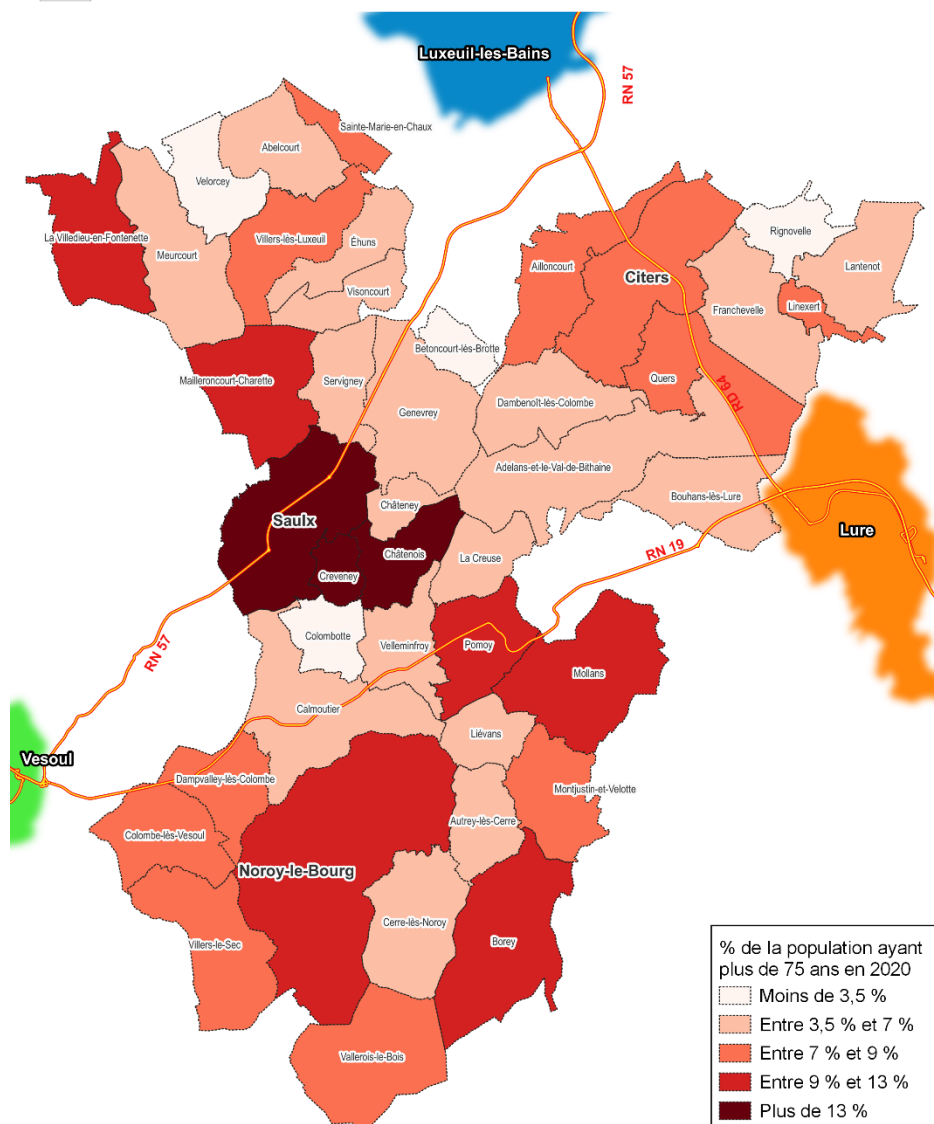 Luxeuil-les-Bains
RN 57
Sainte-Marie-en-Chaux
Abelcourt
Velorcey
La Villedieu-en-Fontenette
Meurcourt
Villers-lès-Luxeuil
Éhuns
Visoncourt
Ailloncourt
Citers
Rignovelle
Lantenot
Franchevelle
Linexert
Betoncourt-lès-Brotte
Mailleroncourt-Charette
Servigney
Genevrey
Quers
Dambenoît-lès-Colombe
RD 64
Adelans-et-le-Val-de-Bithaine
Bouhans-lès-Lure
Châteney
Saulx
Châtenois
Creveney
La Creuse
RN 19
Lure
Colombotte
Velleminfroy
Pomoy
Mollans
RN 57
Calmoutier
Liévans
Vesoul
Dampvalley-lès-Colombe
Montjustin-et-Velotte
Colombe-lès-Vesoul
Autrey-lès-Cerre
Noroy-le-Bourg
Cerre-lès-Noroy
Villers-le-Sec
Borey
Vallerois-le-Bois
% de la population ayant
plus de 75 ans en 2020
Moins de 3,5 %
Entre 3,5 % et 7 %
Entre 7 % et 9 %
Entre 9 % et 13 %
Plus de 13 %